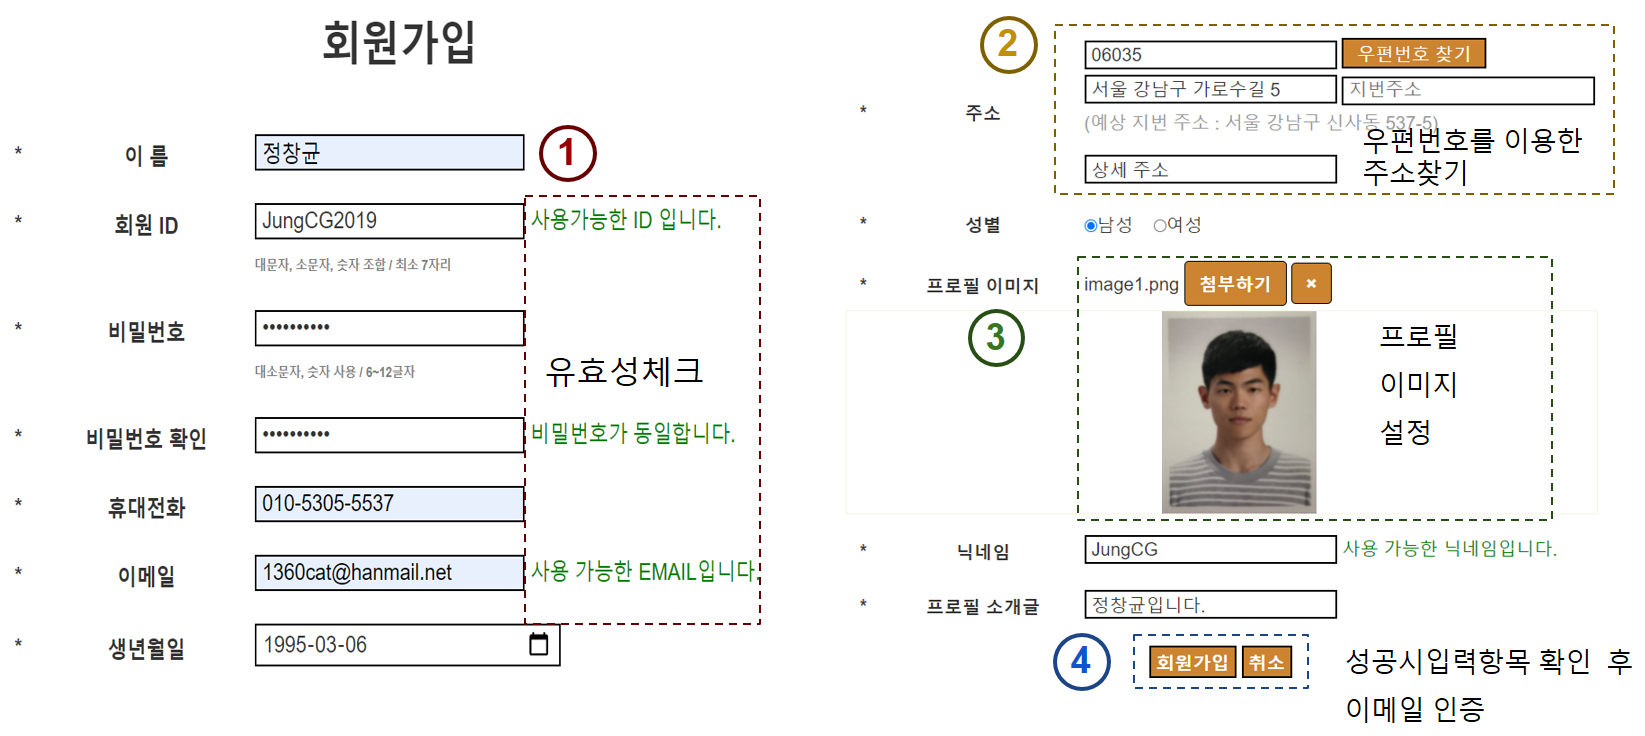 회원가입
* 이 름 정창균 1
* 회원 ID JungCG2019 사용가능한 ID 입니다.
대문자, 소문자, 숫자 조합 / 최소 7자리
* 비밀번호 ••••••••••
대소문자, 숫자 사용 / 6~12글자
유효성체크
* 비밀번호 확인 •••••••••• 비밀번호가 동일합니다.
* 휴대전화 010-5305-5537
* 이메일 1360cat@hanmail.net 사용 가능한 EMAIL입니다.
* 생년월일 1995-03-06
2
06035 우편번호 찾기
* 주소 서울 강남구 가로수길 5 지번주소
(예상 지번 주소 : 서울 강남구 신사동 537-5)
상세 주소
우편번호를 이용한
주소찾기
* 성별 남성 여성
* 프로필 이미지 image1.png 첨부하기 ×
3
프로필
이미지
설정
* 닉네임 JungCG 사용 가능한 닉네임입니다.
* 프로필 소개글 정창균입니다.
4 회원가입 취소
성공시입력항목 확인 후
이메일 인증